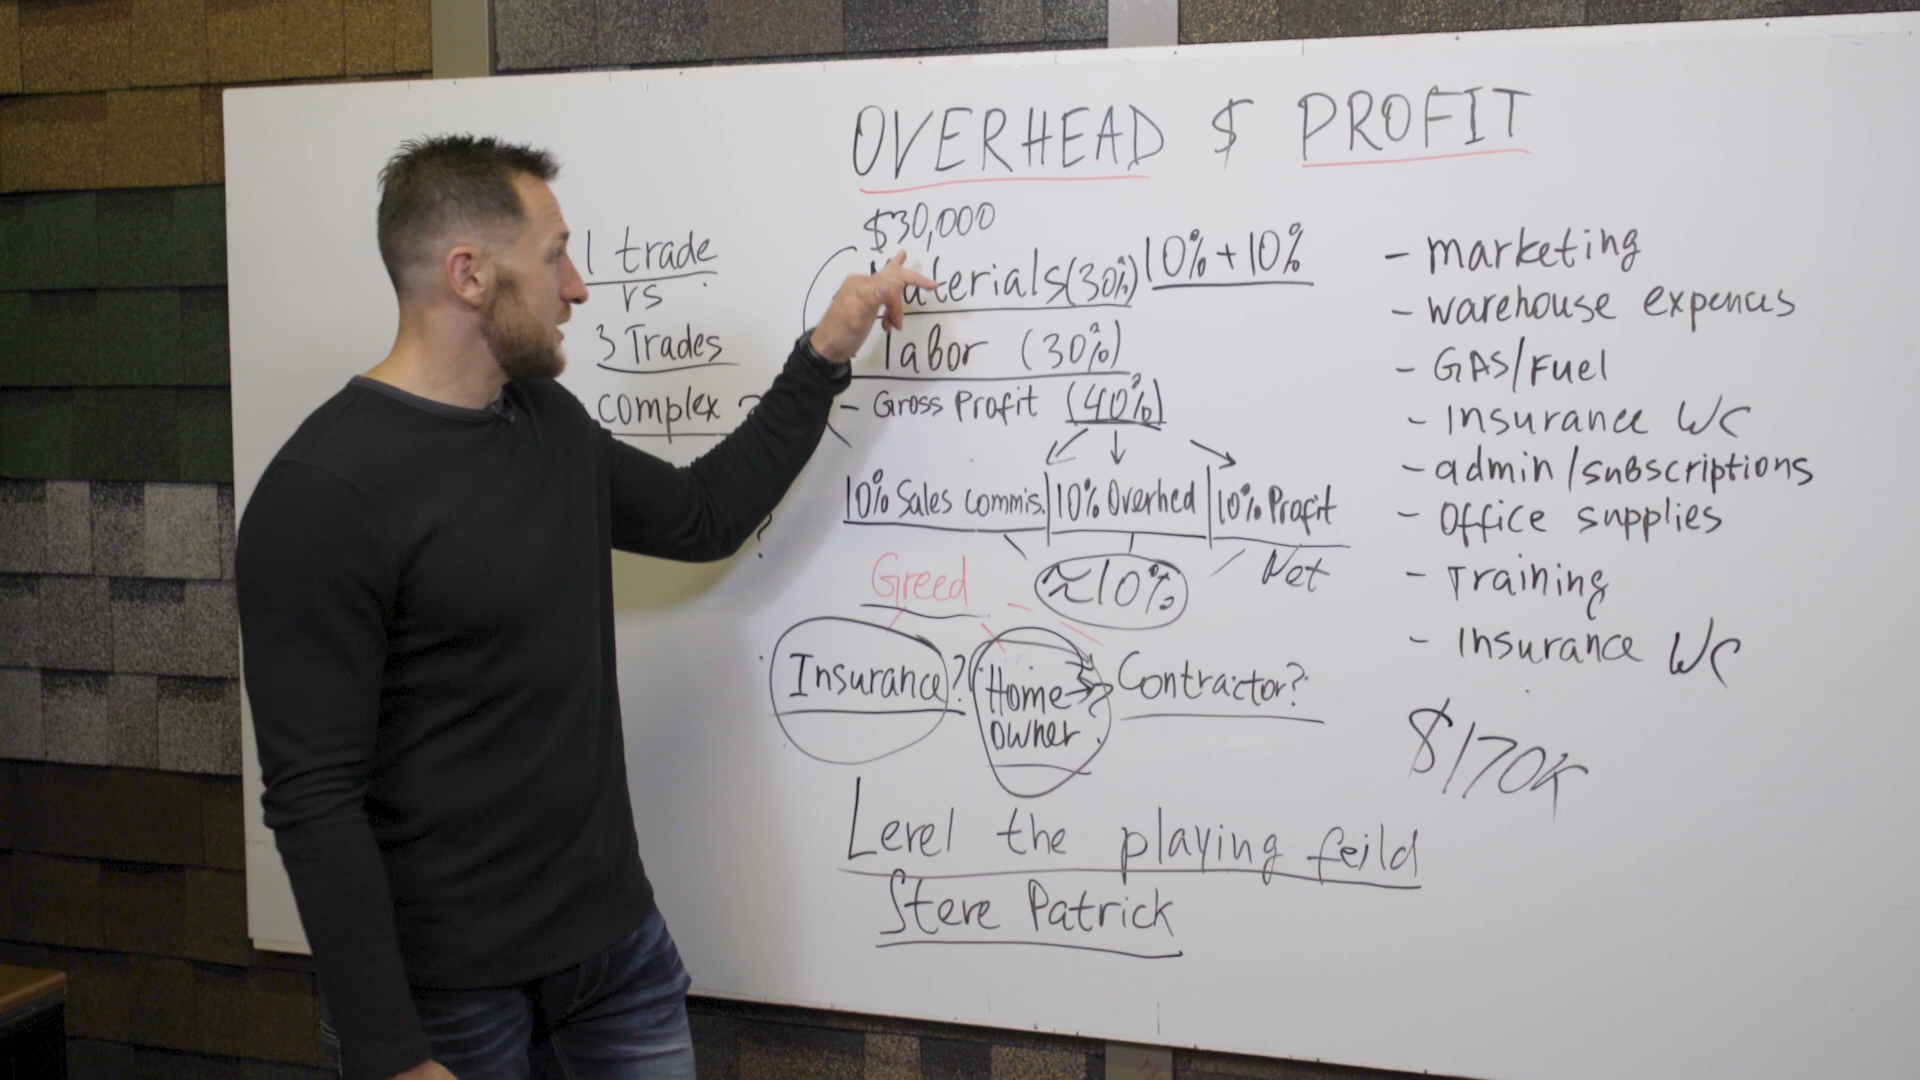 OVERHEAD $ PROFIT
1 trade
vs
3 Trades
complex ?
?
$30,000
Materials (30%) 10% + 10%
- labor (30%)
- Gross Profit (40%)
10% Sales commis. | 10% Overhed | 10% Profit
≈10%
Net
Greed
Insurance? Home owner? Contractor?
Level the playing feild
Steve Patrick
- marketing
- warehouse expences
- GAS/Fuel
- Insurance WC
- admin/subscriptions
- Office supplies
- Training
- Insurance WC
$170K